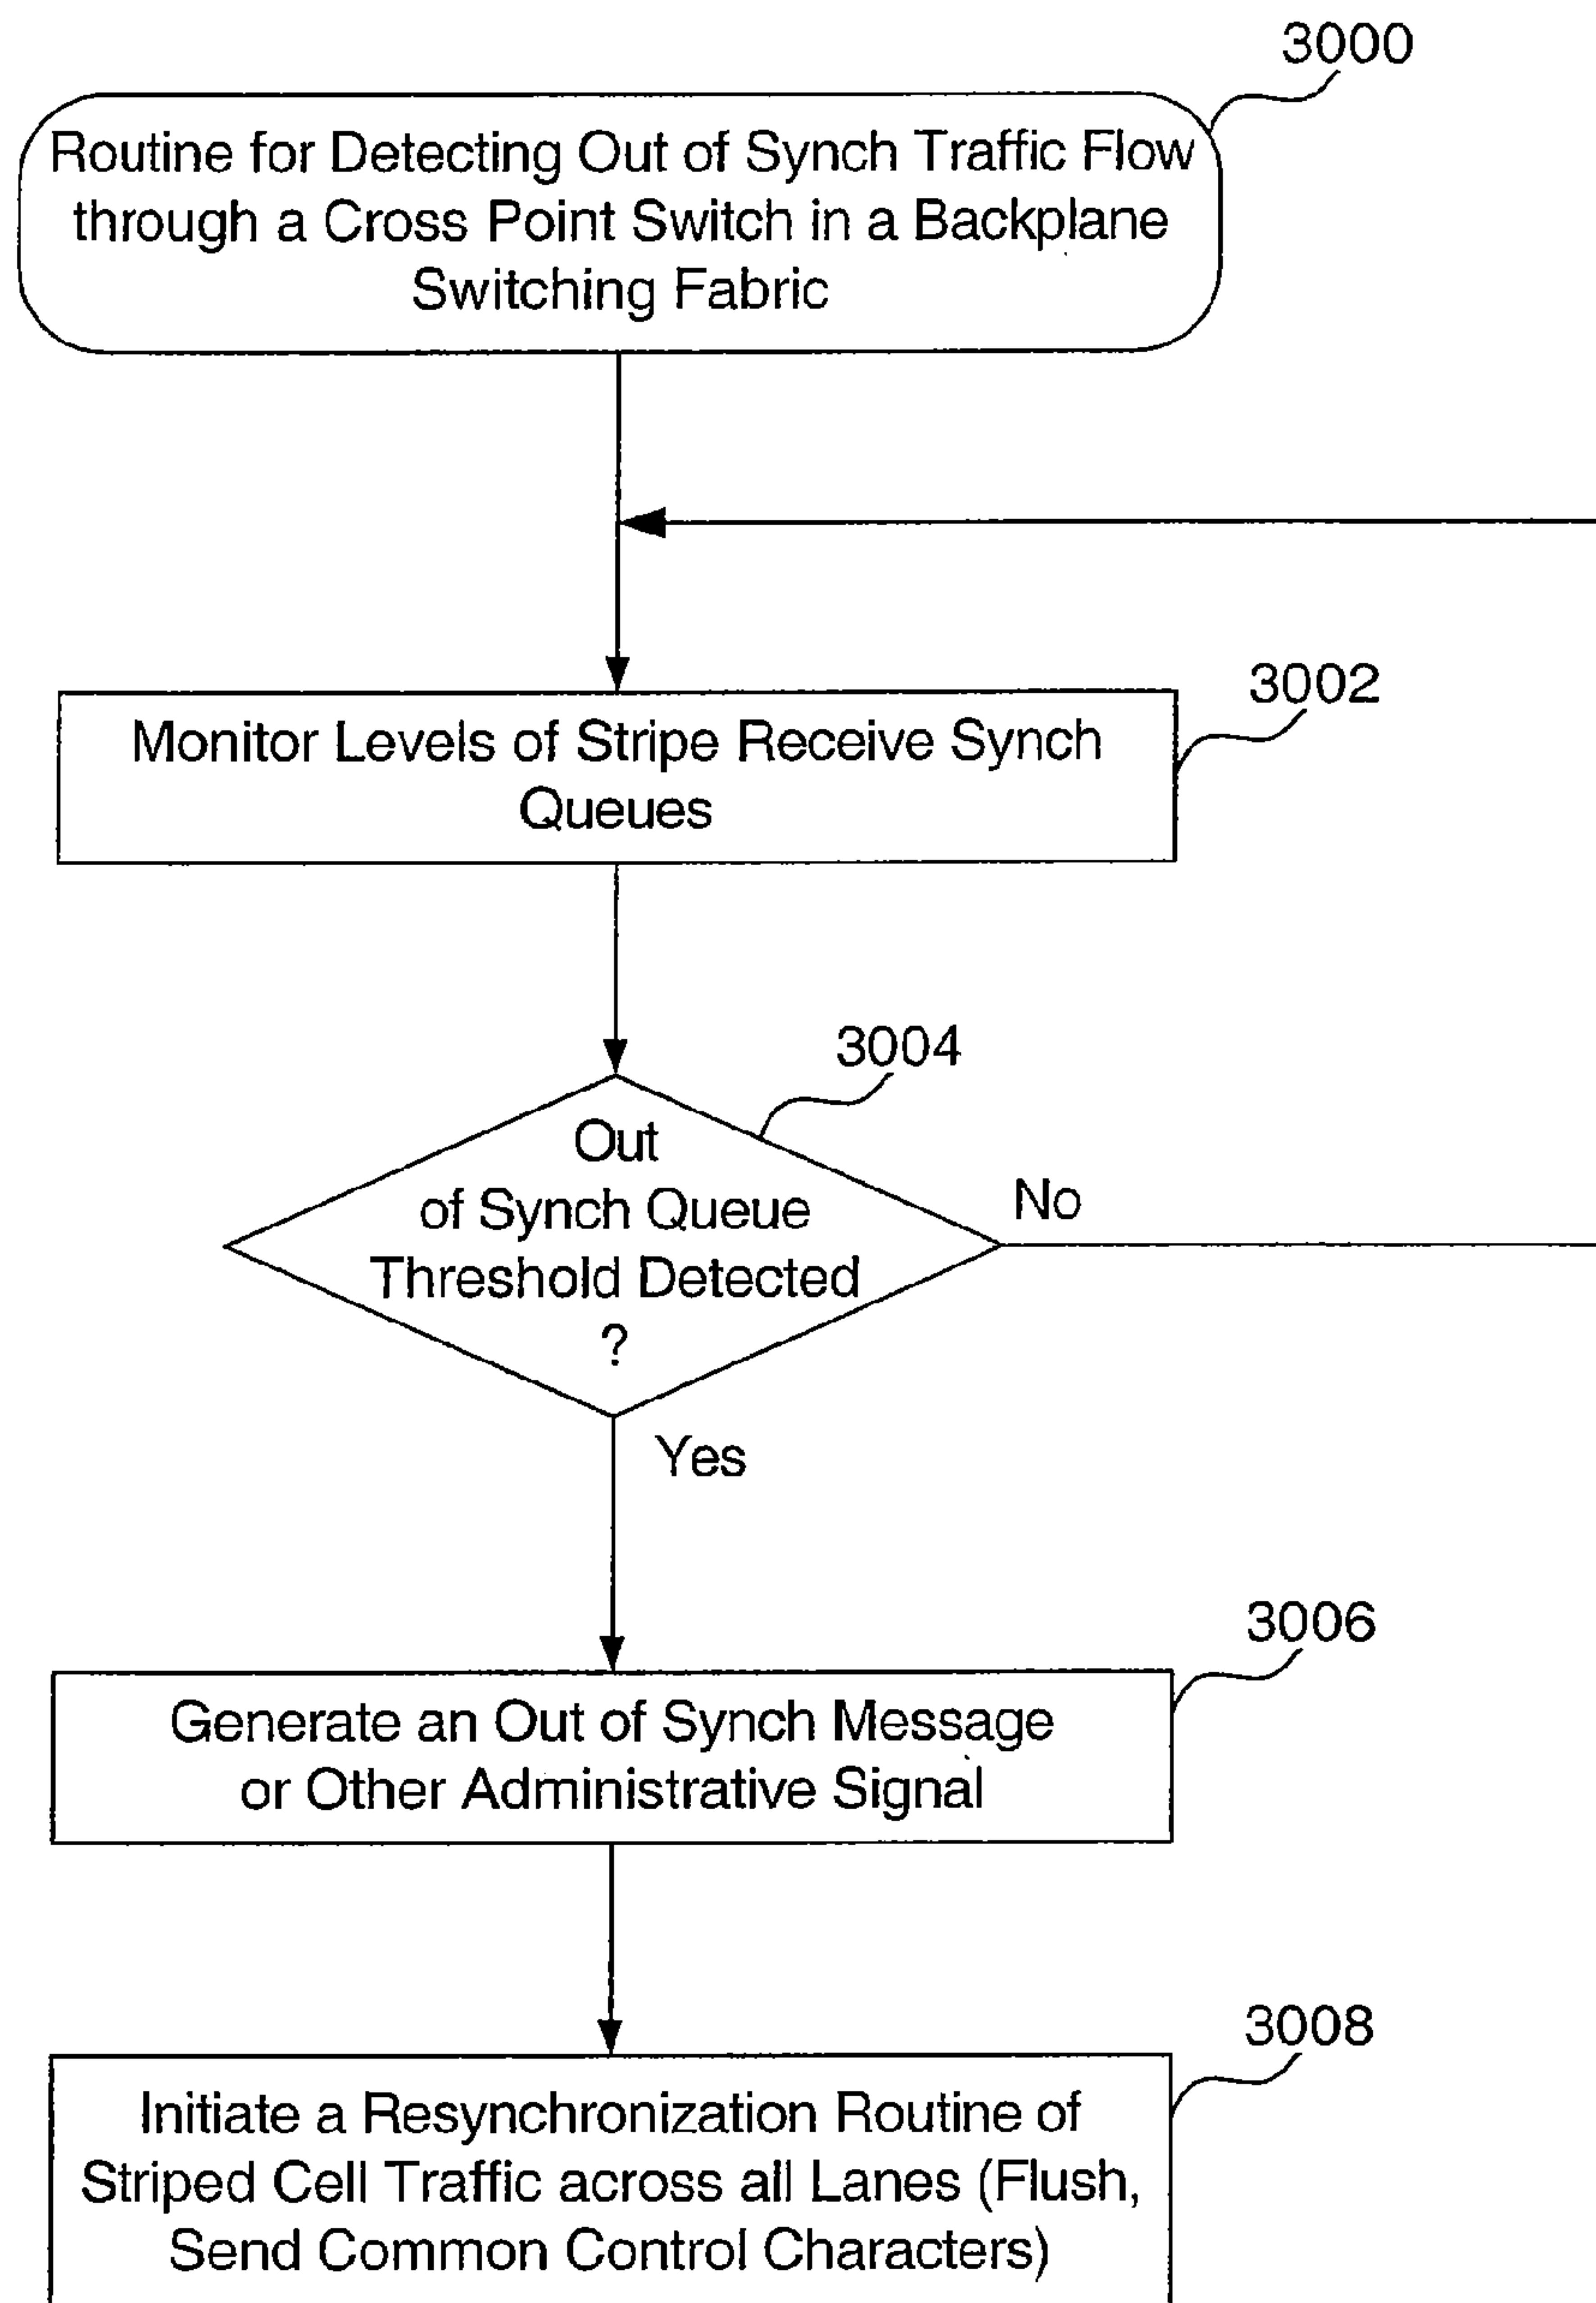 3000
Routine for Detecting Out of Synch Traffic Flow
through a Cross Point Switch in a Backplane
Switching Fabric
3002
Monitor Levels of Stripe Receive Synch
Queues
3004
Out
of Synch Queue
Threshold Detected
?
No
Yes
3006
Generate an Out of Synch Message
or Other Administrative Signal
3008
Initiate a Resynchronization Routine of
Striped Cell Traffic across all Lanes (Flush,
Send Common Control Characters)